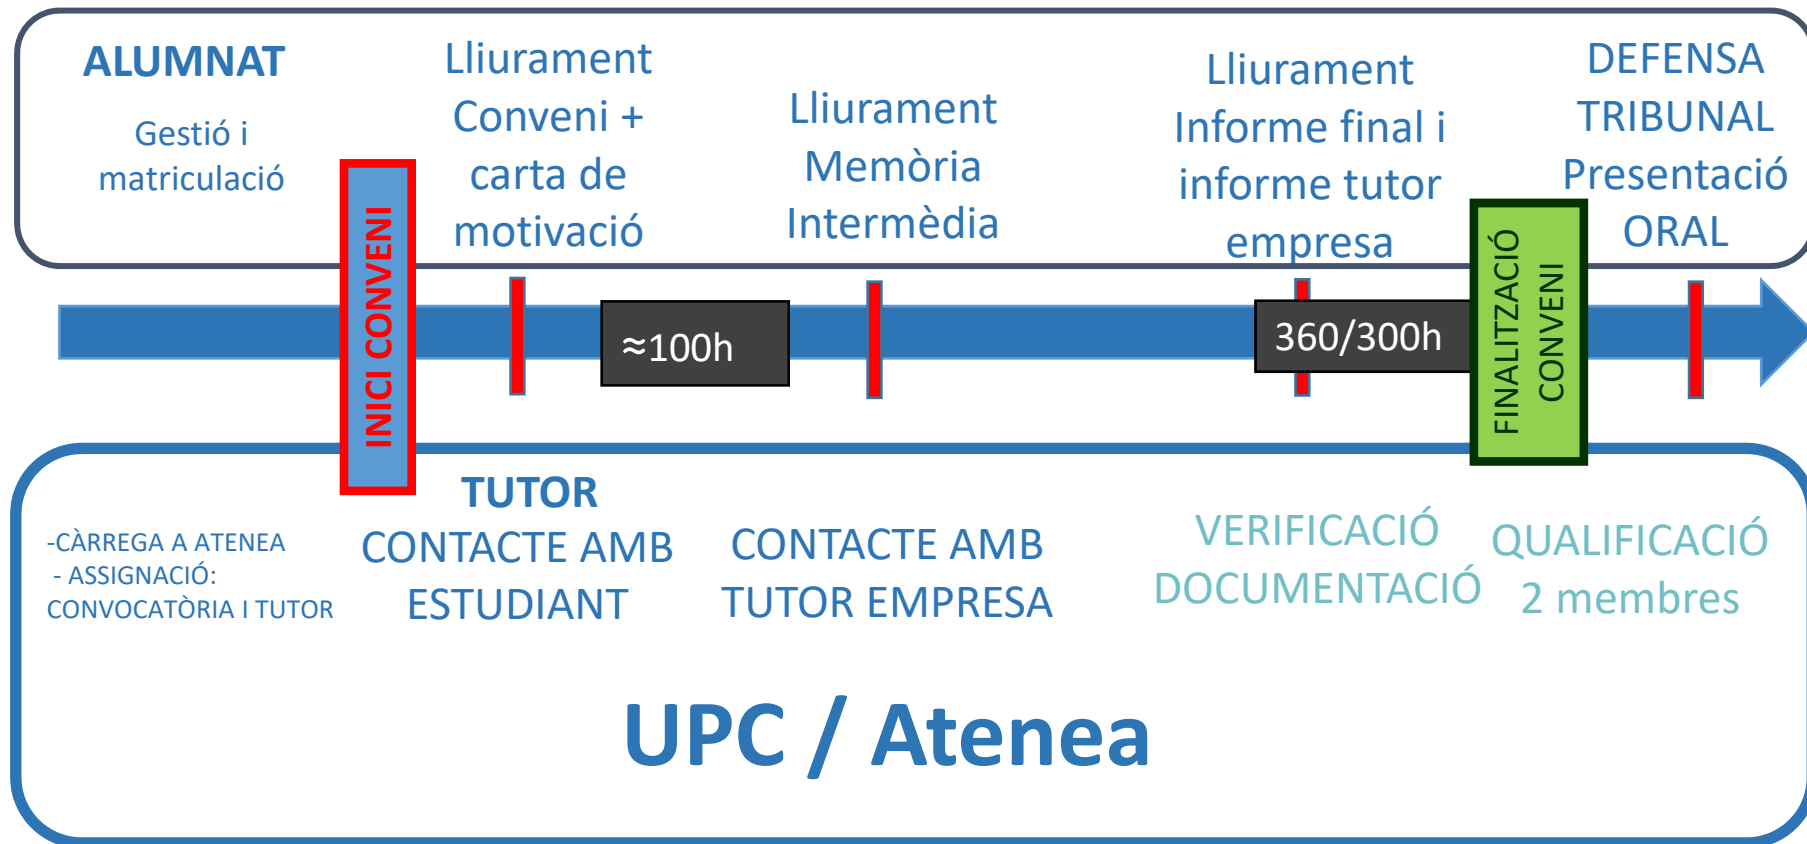 ALUMNAT
Gestió i
matriculació
INICI CONVENI
Lliurament
Conveni +
carta de
motivació
Lliurament
Memòria
Intermèdia
Lliurament
Informe final i
informe tutor
empresa
DEFENSA
TRIBUNAL
Presentació
ORAL
≈100h
360/300h
FINALITZACIÓ
CONVENI
-CÀRREGA A ATENEA
- ASSIGNACIÓ:
CONVOCATÒRIA I TUTOR
TUTOR
CONTACTE AMB
ESTUDIANT
CONTACTE AMB
TUTOR EMPRESA
VERIFICACIÓ
DOCUMENTACIÓ
QUALIFICACIÓ
2 membres
UPC / Atenea